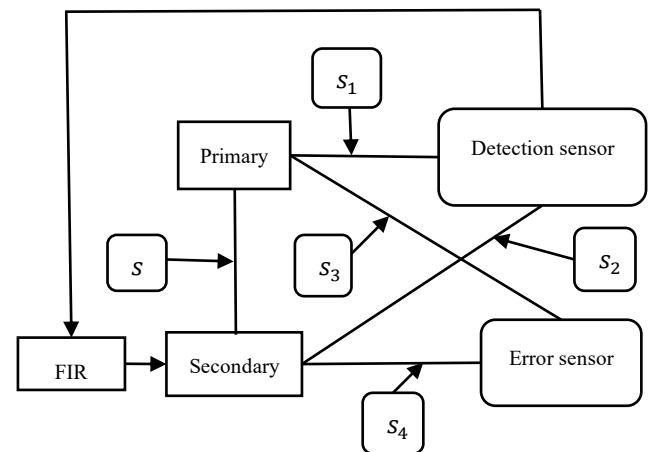 s₁
Primary
Detection sensor
s
s₃
s₂
FIR
Secondary
Error sensor
s₄